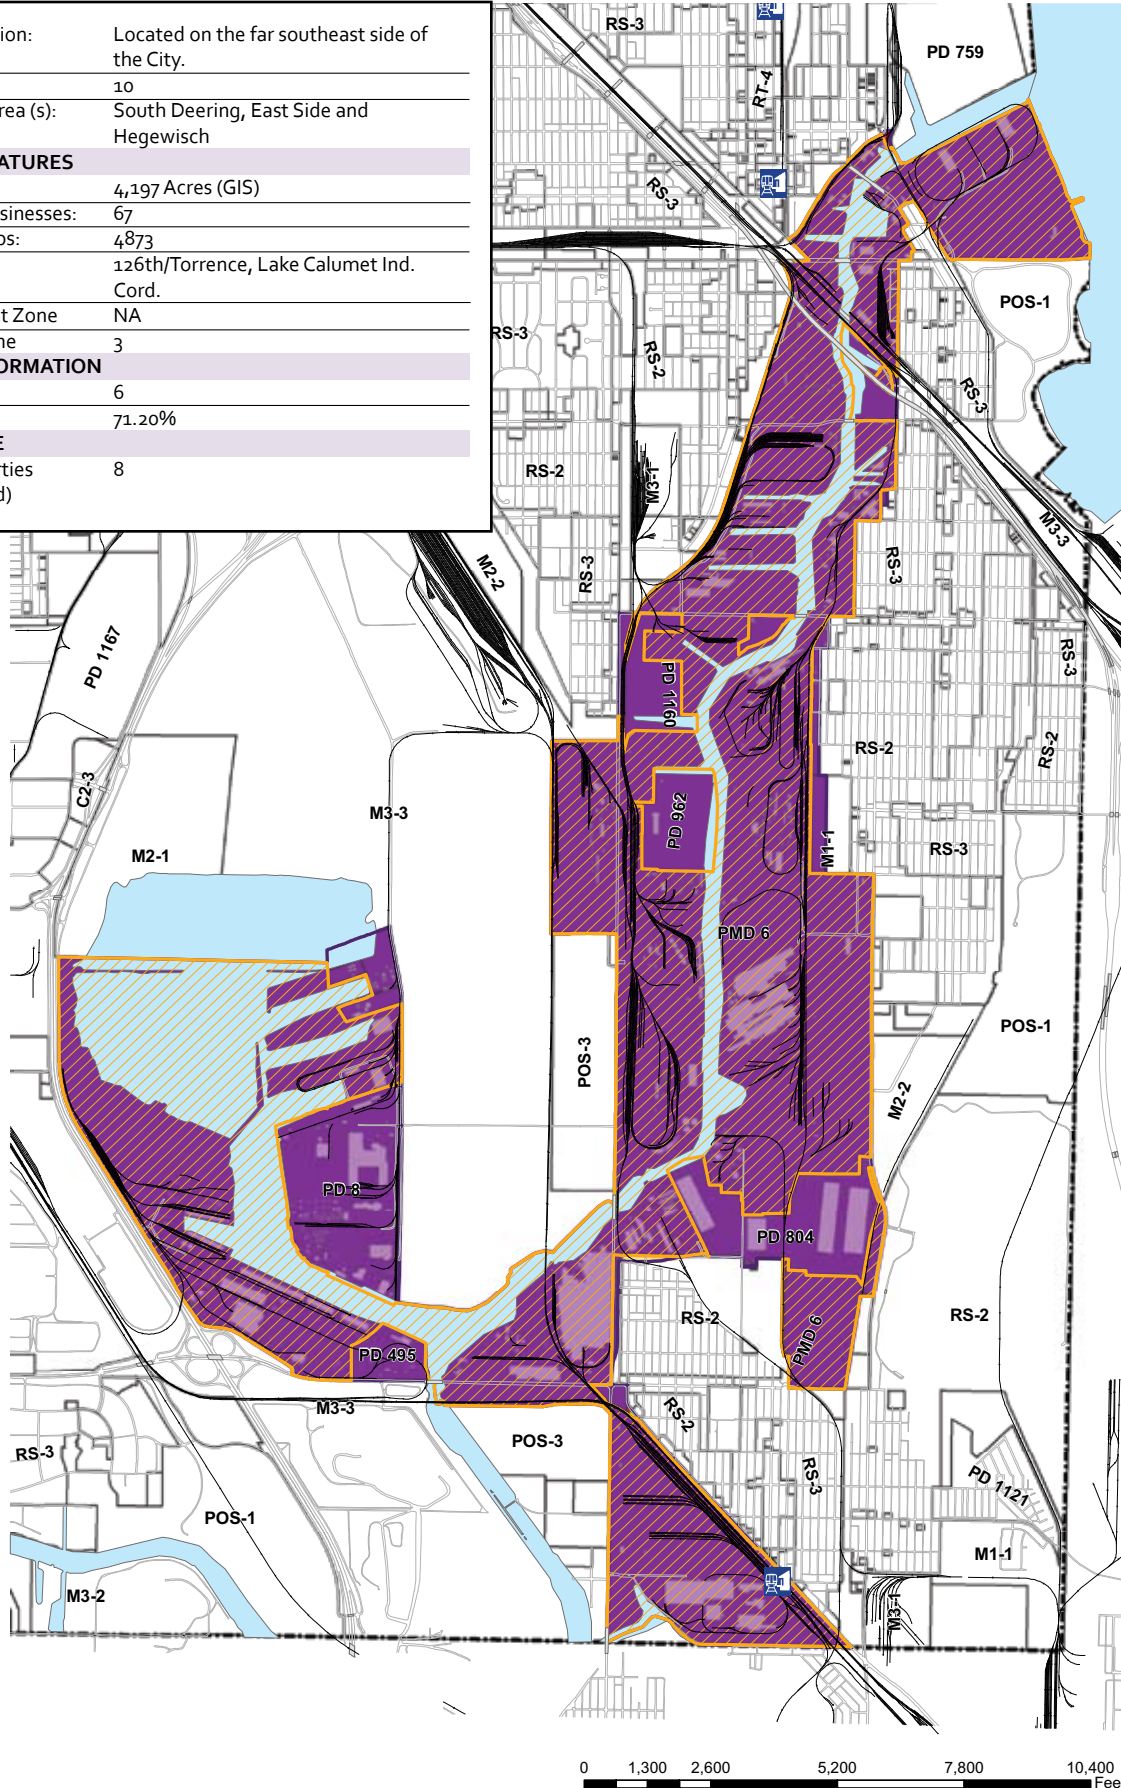 ion: Located on the far southeast side of
the City.
10
rea (s): South Deering, East Side and
Hegewisch
ATURES
4,197 Acres (GIS)
sinesses: 67
os: 4873
126th/Torrence, Lake Calumet Ind.
Cord.
t Zone NA
ne 3
ORMATION
6
71.20%
E
rties 8
d)
RS-3
PD 759
RT-4
RS-3
POS-1
RS-3
RS-2
RS-3
RS-2
M3-1
M3-3
M2-2
RS-3
RS-3
PD 1167
RS-3
PD 1160
RS-2
RS-2
C2-3
M3-3
PD 962
M2-1
M1-1
RS-3
PMD 6
POS-1
POS-3
M2-2
PD 8
PD 804
RS-2
RS-2
PMD 6
PD 495
M3-3
RS-2
POS-3
RS-3
RS-3
PD 1121
POS-1
M1-1
M3-2
M3-1
0 1,300 2,600 5,200 7,800 10,400
Fee